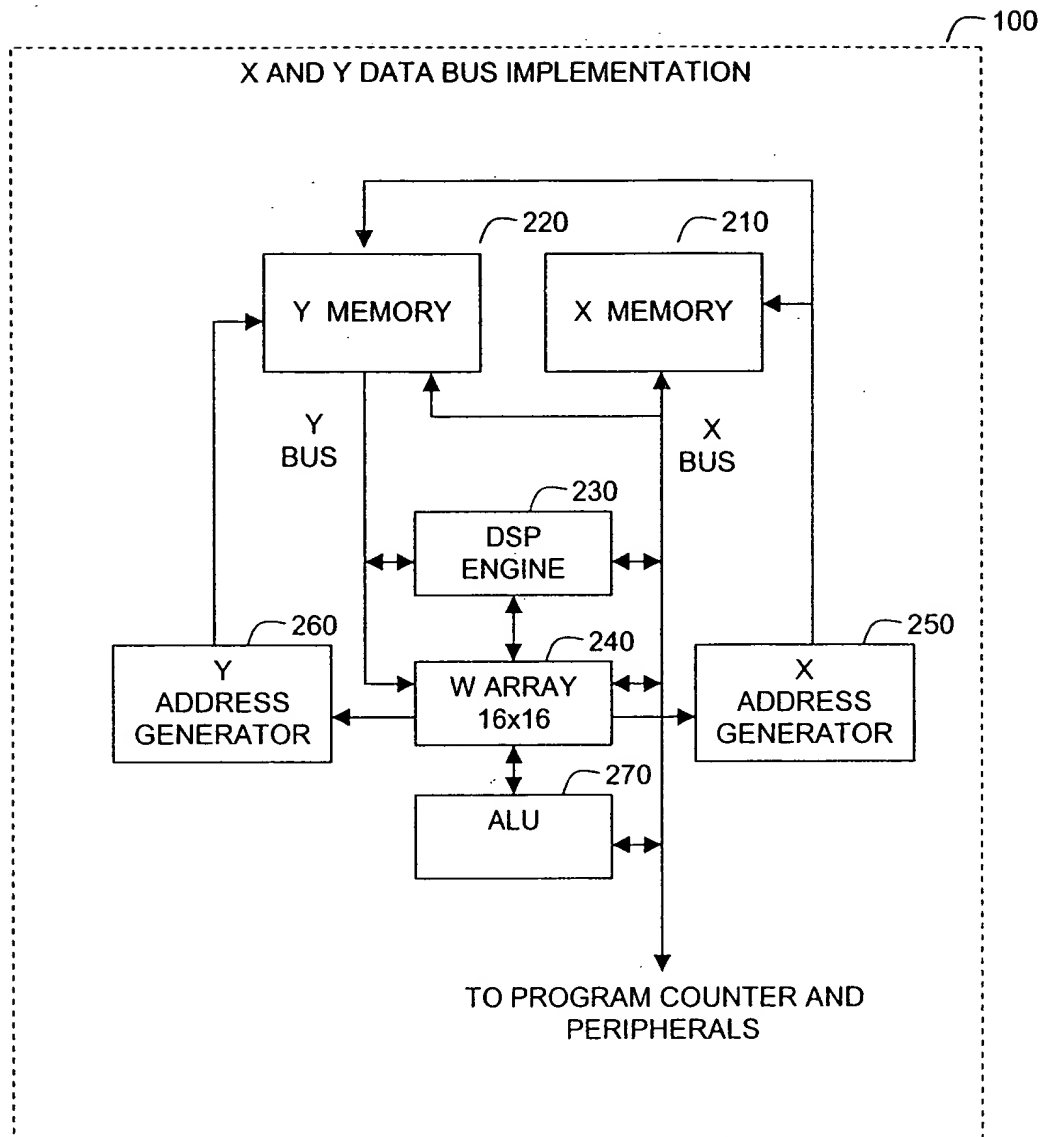 100
X AND Y DATA BUS IMPLEMENTATION
220
210
Y MEMORY
X MEMORY
Y
BUS
X
BUS
230
DSP
ENGINE
260
240
250
Y
ADDRESS
GENERATOR
W ARRAY
16x16
X
ADDRESS
GENERATOR
270
ALU
TO PROGRAM COUNTER AND
PERIPHERALS